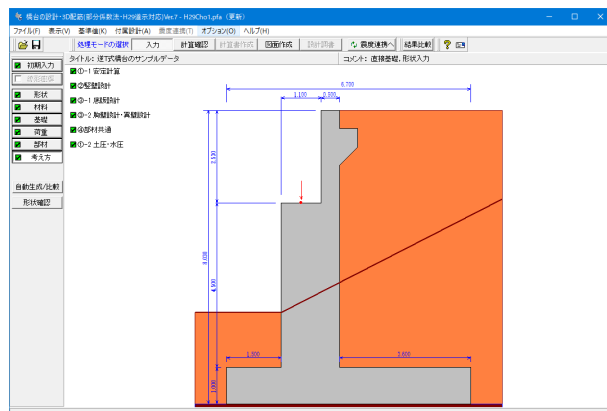 橋台の設計・3D配筋(部分係数法・H29道示対応)Ver.7 - H29Cho1.pfa (更新)
ファイル(F) 表示(V) 基準値(K) 付属設計(A) 震度連携(T) オプション(O) ヘルプ(H)
処理モードの選択 入力 計算確認 計算書作成 図面作成 設計調書 震度連携へ 結果比較
タイトル: 逆T式橋台のサンプルデータ コメント: 直接基礎,形状入力
初期入力
形状
材料
基礎
荷重
部材
考え方
自動生成/比較
形状確認
①-1 安定計算
②竪壁設計
③-1 底版設計
③-2 胸壁設計・翼壁設計
④部材共通
①-2 土圧・水圧
6.700
1.100 0.500
2.500
8.000
4.500
1.000
3.600
1.000